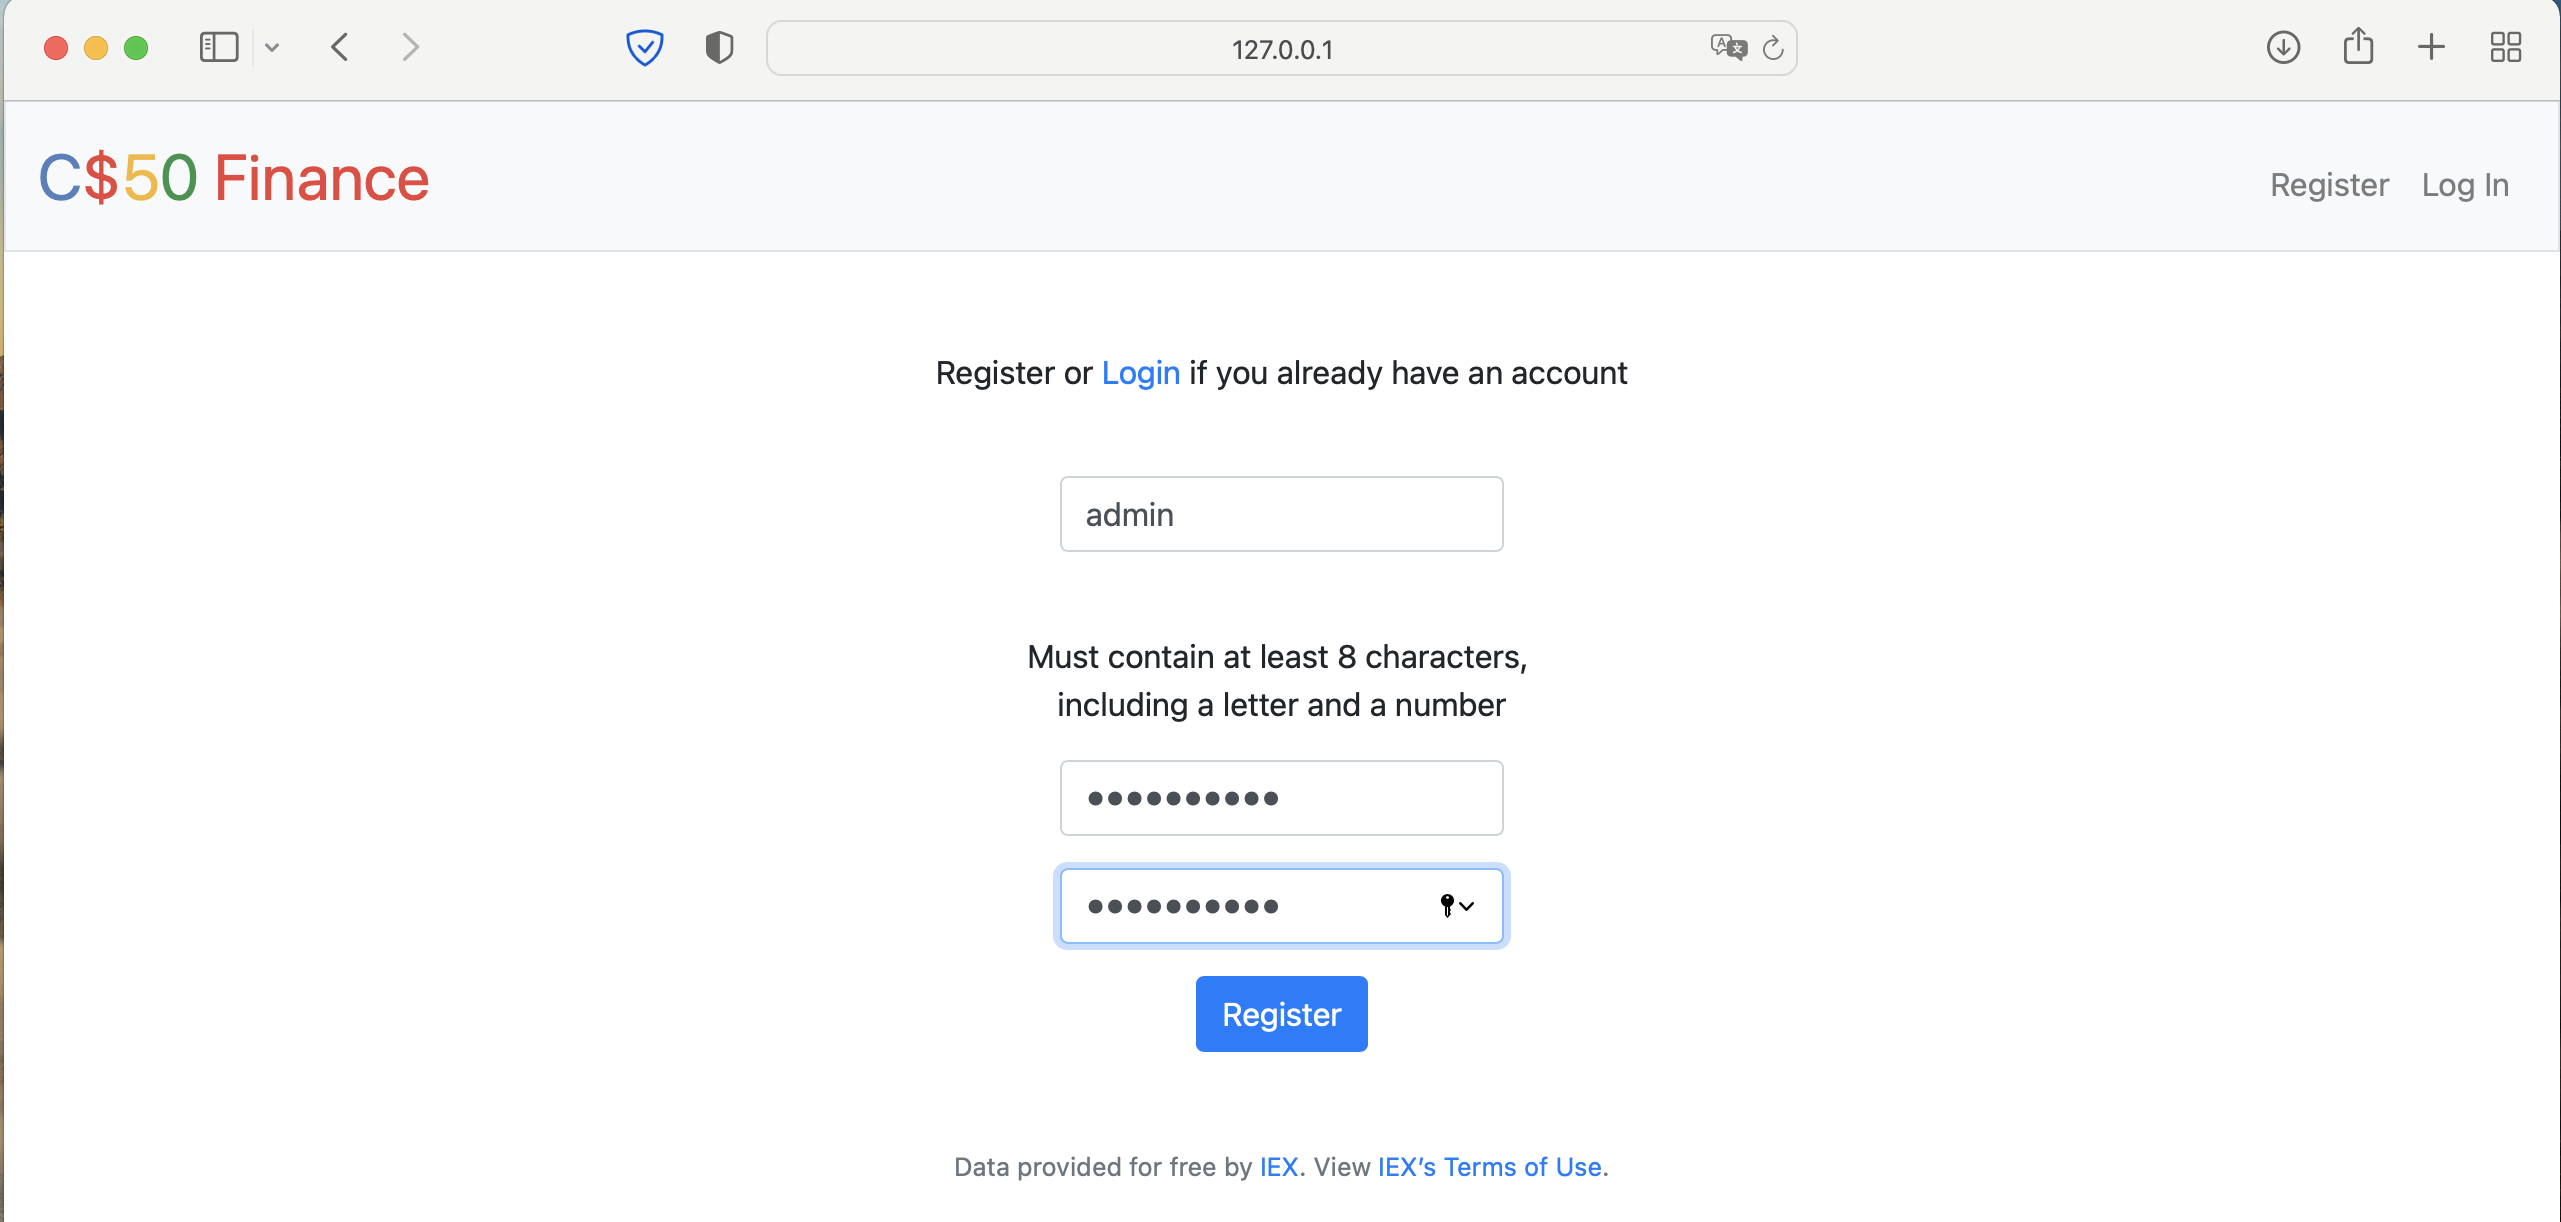 127.0.0.1
C$50 Finance
Register Log In
Register or Login if you already have an account
admin
Must contain at least 8 characters,
including a letter and a number
••••••••••
••••••••••
Register
Data provided for free by IEX. View IEX’s Terms of Use.